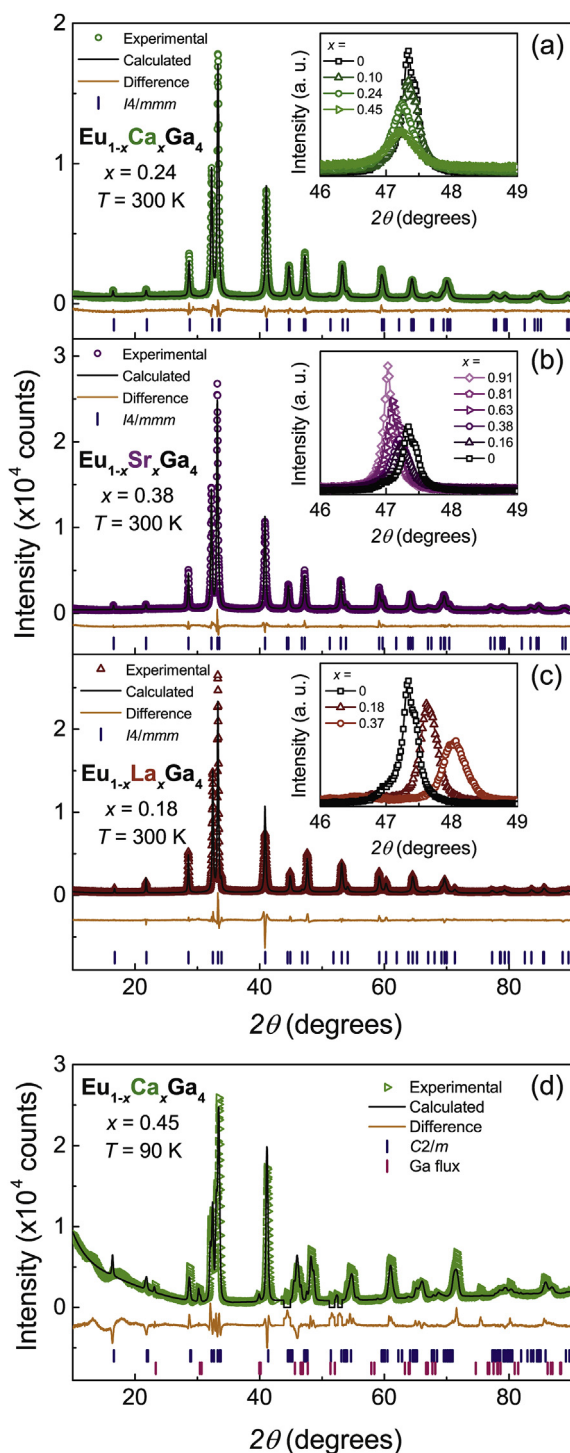 2
1
0
Experimental
Calculated
Difference
I4/mmm
Eu1-xCaxGa4
x = 0.24
T = 300 K
(a)
x =
0
0.10
0.24
0.45
Intensity (a. u.)
46 47 48 49
2θ (degrees)
3
2
1
0
Experimental
Calculated
Difference
I4/mmm
Eu1-xSrxGa4
x = 0.38
T = 300 K
(b)
x =
0.91
0.81
0.63
0.38
0.16
0
Intensity (a. u.)
46 47 48 49
2θ (degrees)
Intensity (x10^4 counts)
2
1
0
Experimental
Calculated
Difference
I4/mmm
Eu1-xLaxGa4
x = 0.18
T = 300 K
(c)
x =
0
0.18
0.37
Intensity (a. u.)
46 47 48 49
2θ (degrees)
20 40 60 80
2θ (degrees)
3
2
1
0
Intensity (x10^4 counts)
Eu1-xCaxGa4
x = 0.45
T = 90 K
(d)
Experimental
Calculated
Difference
C2/m
Ga flux
20 40 60 80
2θ (degrees)